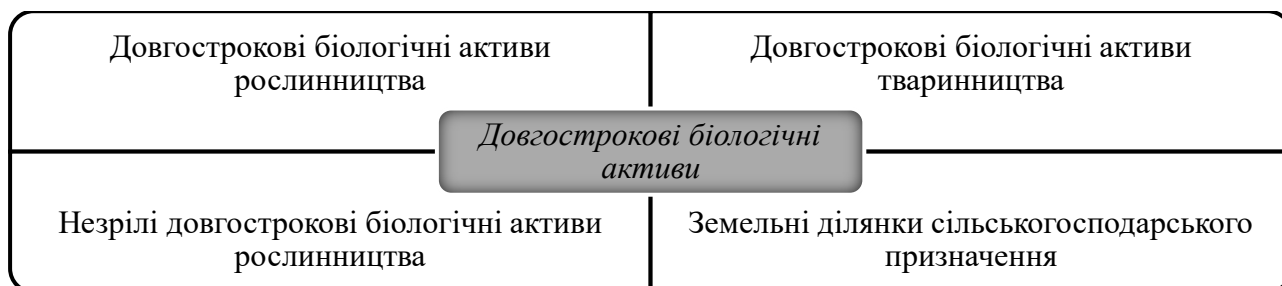 Довгострокові біологічні активи
рослинництва
Довгострокові біологічні активи
тваринництва
Довгострокові біологічні
активи
Незрілі довгострокові біологічні активи
рослинництва
Земельні ділянки сільськогосподарського
призначення